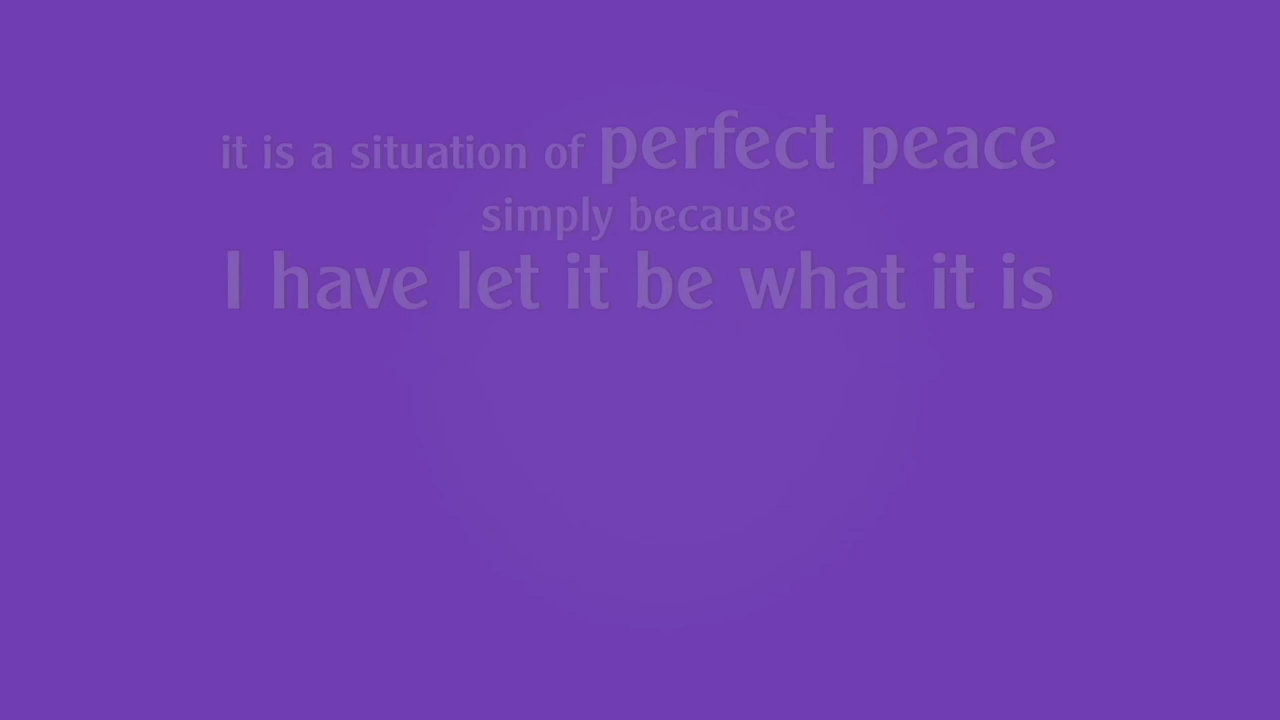 it is a situation of perfect peace
simply because
I have let it be what it is